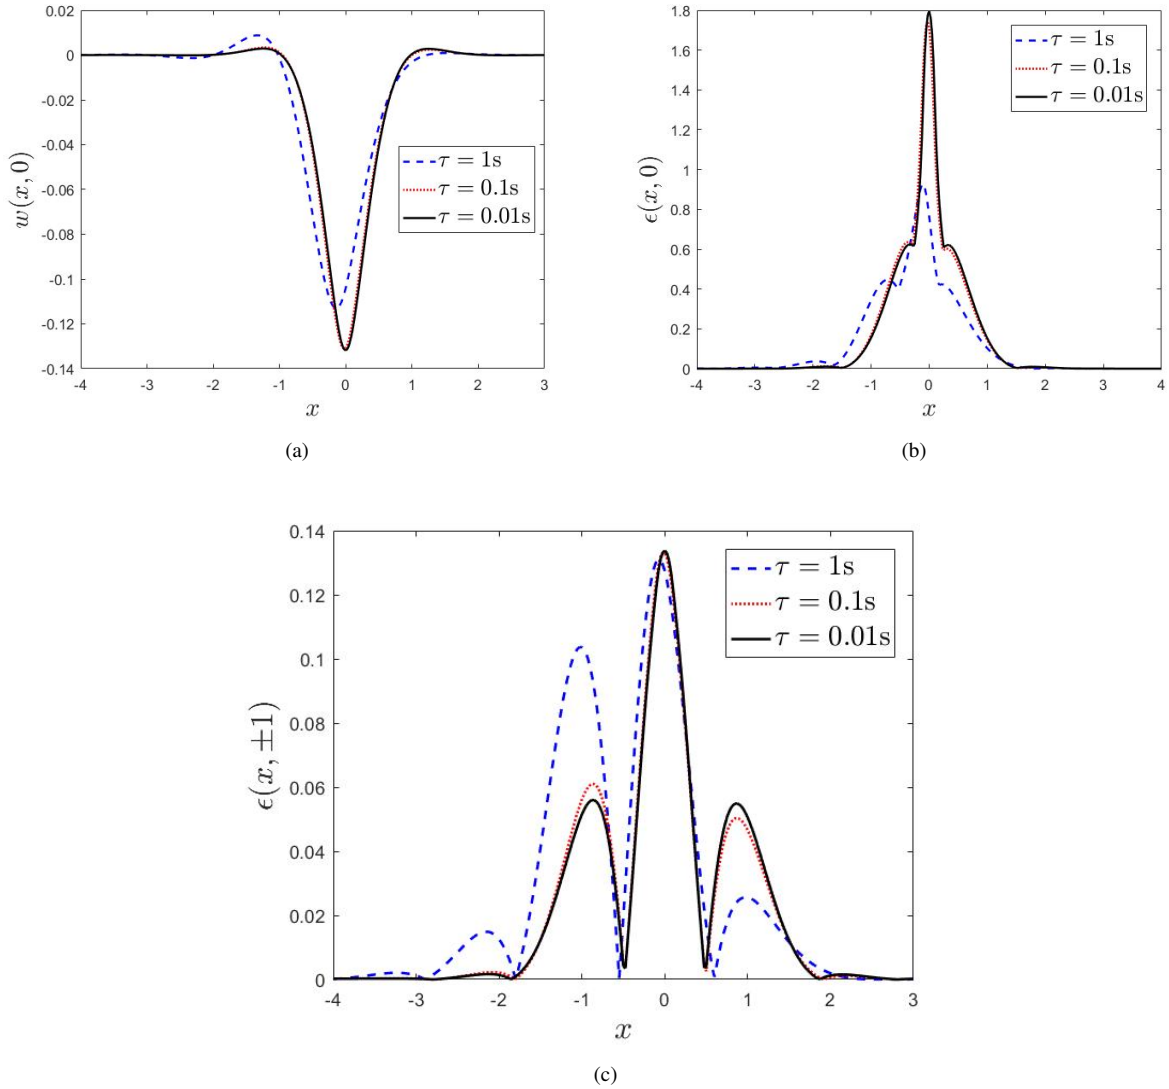 0.02
0
-0.02
-0.04
-0.06
-0.08
-0.1
-0.12
-0.14
-4 -3 -2 -1 0 1 2 3
w(x, 0)
x
τ = 1s
τ = 0.1s
τ = 0.01s
(a)
1.8
1.6
1.4
1.2
1
0.8
0.6
0.4
0.2
0
-4 -3 -2 -1 0 1 2 3 4
ϵ(x, 0)
x
τ = 1s
τ = 0.1s
τ = 0.01s
(b)
0.14
0.12
0.1
0.08
0.06
0.04
0.02
0
-4 -3 -2 -1 0 1 2 3
ϵ(x, ±1)
x
τ = 1s
τ = 0.1s
τ = 0.01s
(c)